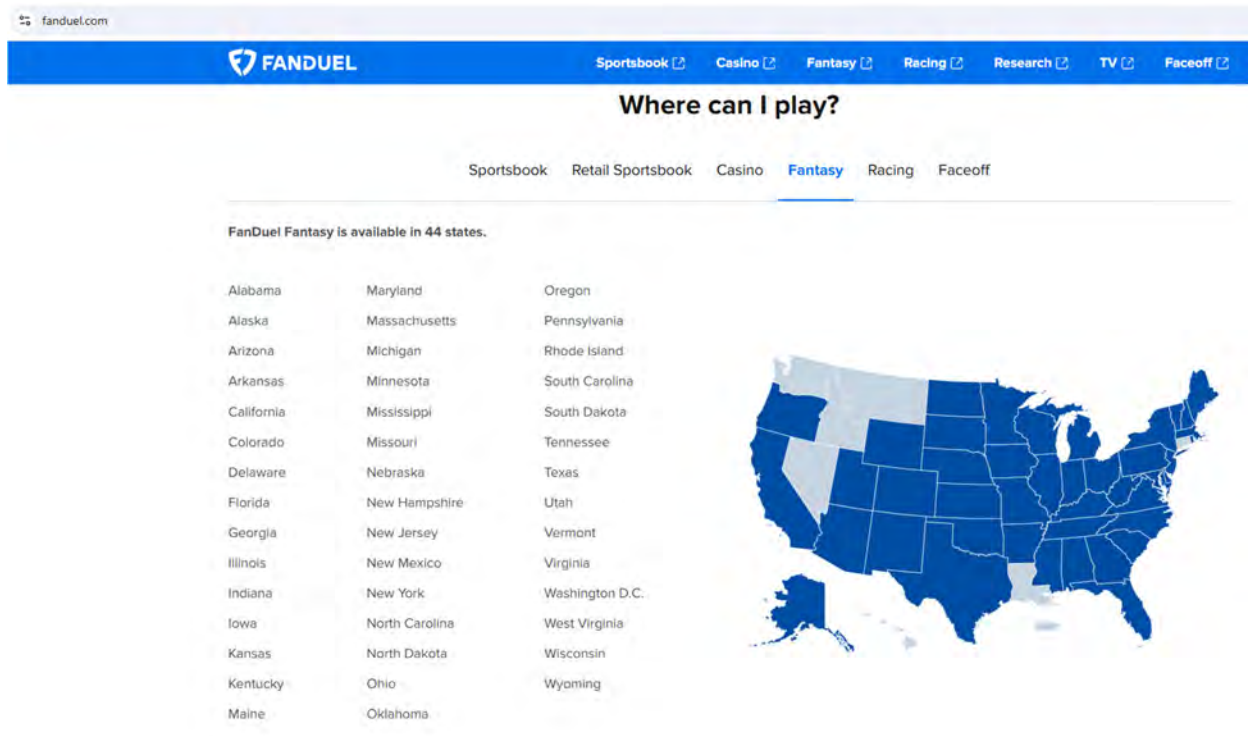 fanduel.com
FANDUEL
Sportsbook Casino Fantasy Racing Research TV Faceoff
Where can I play?
Sportsbook Retail Sportsbook Casino Fantasy Racing Faceoff
FanDuel Fantasy is available in 44 states.
Alabama Maryland Oregon
Alaska Massachusetts Pennsylvania
Arizona Michigan Rhode Island
Arkansas Minnesota South Carolina
California Mississippi South Dakota
Colorado Missouri Tennessee
Delaware Nebraska Texas
Florida New Hampshire Utah
Georgia New Jersey Vermont
Illinois New Mexico Virginia
Indiana New York Washington D.C.
Iowa North Carolina West Virginia
Kansas North Dakota Wisconsin
Kentucky Ohio Wyoming
Maine Oklahoma